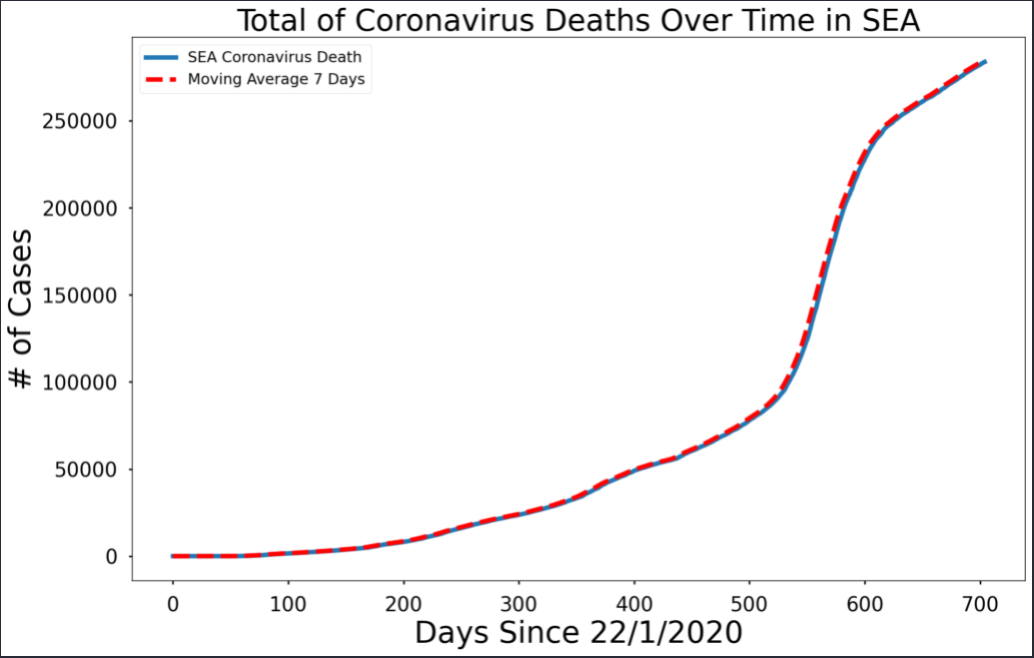 Total of Coronavirus Deaths Over Time in SEA
SEA Coronavirus Death
Moving Average 7 Days
# of Cases
250000
200000
150000
100000
50000
0
0 100 200 300 400 500 600 700
Days Since 22/1/2020